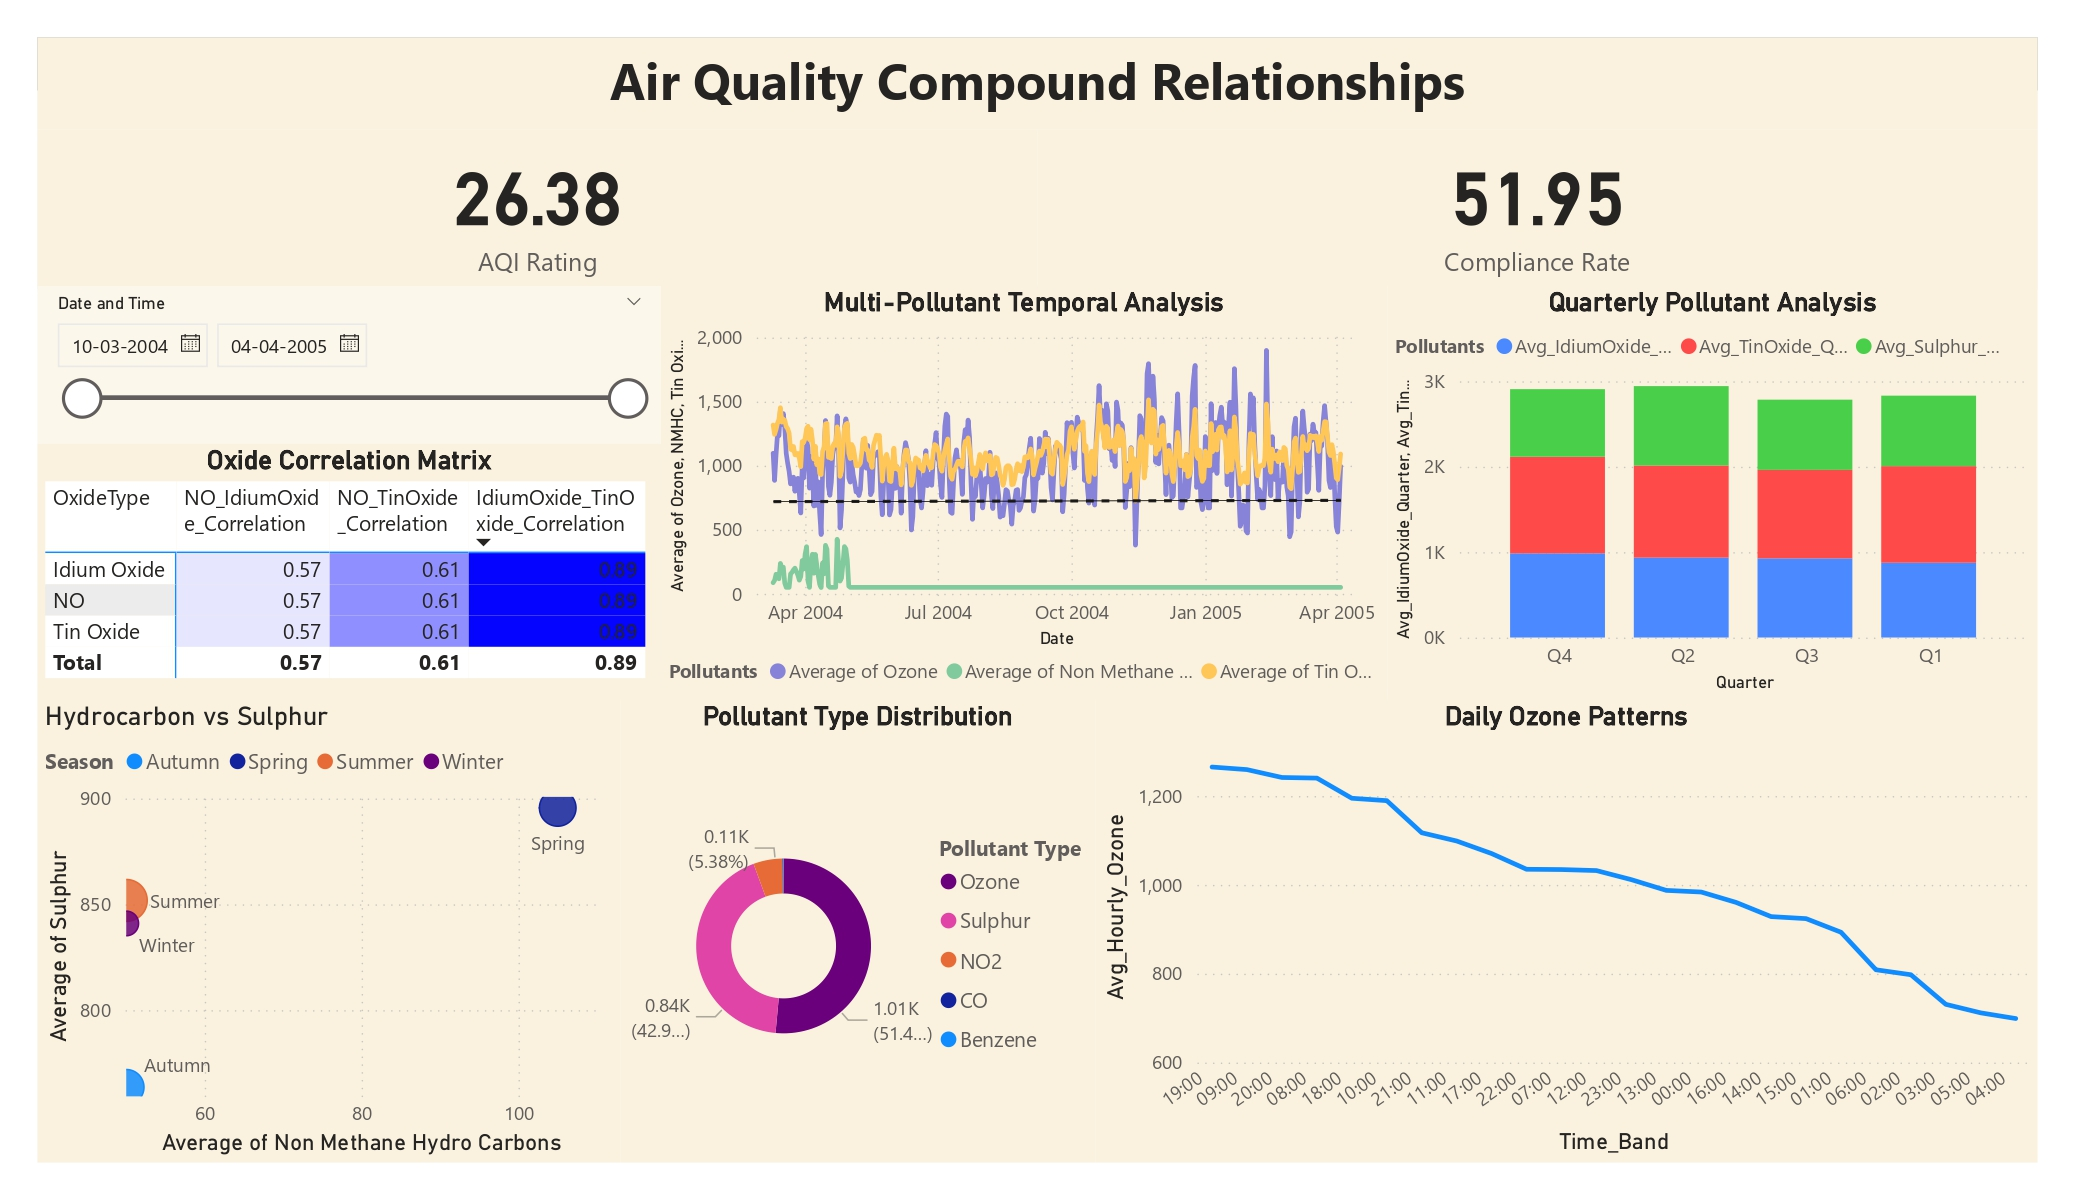 Air Quality Compound Relationships
26.38
AQI Rating
51.95
Compliance Rate
Date and Time
10-03-2004 04-04-2005
Oxide Correlation Matrix
OxideType NO_IdiumOxid NO_TinOxide IdiumOxide_TinO
e_Correlation _Correlation xide_Correlation
Idium Oxide 0.57 0.61 0.89
NO 0.57 0.61 0.89
Tin Oxide 0.57 0.61 0.89
Total 0.57 0.61 0.89
Multi-Pollutant Temporal Analysis
Average of Ozone, NMHC, Tin Oxi...
2,000
1,500
1,000
500
0
Apr 2004 Jul 2004 Oct 2004 Jan 2005 Apr 2005
Date
Pollutants Average of Ozone Average of Non Methane ... Average of Tin O...
Quarterly Pollutant Analysis
Pollutants Avg_IdiumOxide_... Avg_TinOxide_Q... Avg_Sulphur_...
Avg_IdiumOxide_Quarter, Avg_Tin...
3K
2K
1K
0K
Q4 Q2 Q3 Q1
Quarter
Hydrocarbon vs Sulphur
Season Autumn Spring Summer Winter
Average of Sulphur
900
850
800
Spring
Summer
Winter
Autumn
60 80 100
Average of Non Methane Hydro Carbons
Pollutant Type Distribution
0.11K
(5.38%)
0.84K
(42.9...)
1.01K
(51.4...)
Pollutant Type
Ozone
Sulphur
NO2
CO
Benzene
Daily Ozone Patterns
Avg_Hourly_Ozone
1,200
1,000
800
600
19:00 09:00 20:00 08:00 18:00 10:00 21:00 11:00 17:00 22:00 07:00 12:00 23:00 13:00 00:00 16:00 14:00 15:00 01:00 06:00 02:00 03:00 05:00 04:00
Time_Band